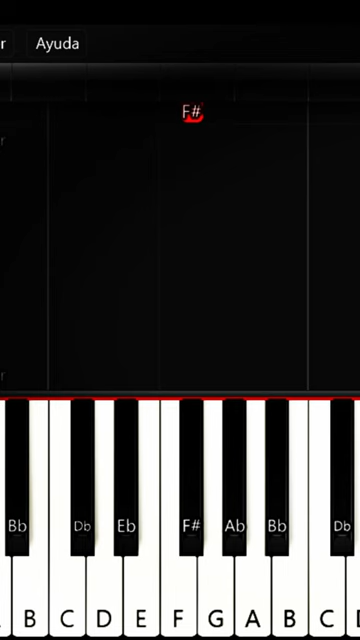 r Ayuda
F#
r
r
Bb Db Eb F# Ab Bb Db
B C D E F G A B C